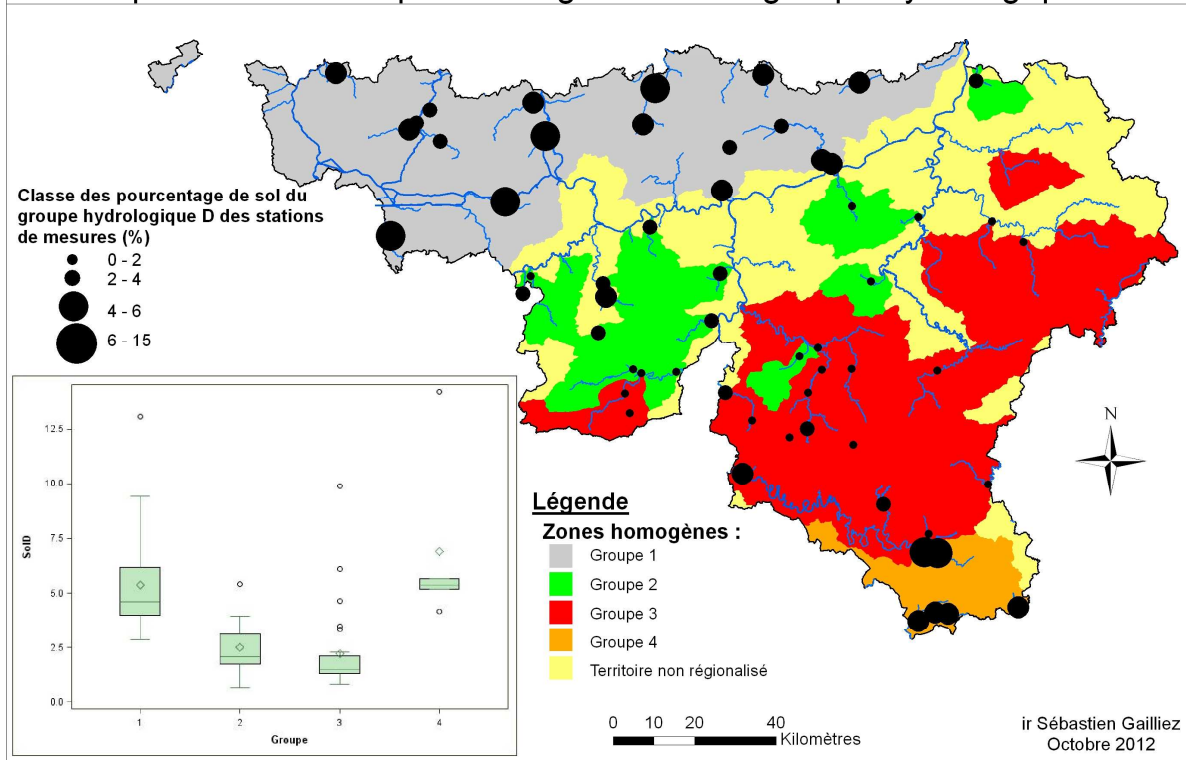 Classe des pourcentage de sol du
groupe hydrologique D des stations
de mesures (%)
0 - 2
2 - 4
4 - 6
6 - 15
12.5
10.0
7.5
5.0
2.5
0.0
SolD
1 2 3 4
Groupe
Légende
Zones homogènes :
Groupe 1
Groupe 2
Groupe 3
Groupe 4
Territoire non régionalisé
N
0 10 20 40
Kilomètres
ir Sébastien Gailliez
Octobre 2012